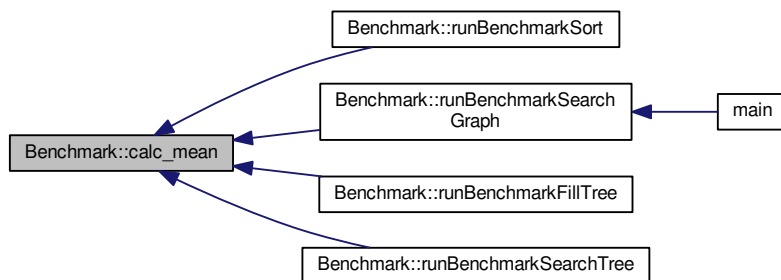 Benchmark::runBenchmarkSort
Benchmark::runBenchmarkSearch
Graph
main
Benchmark::calc_mean
Benchmark::runBenchmarkFillTree
Benchmark::runBenchmarkSearchTree